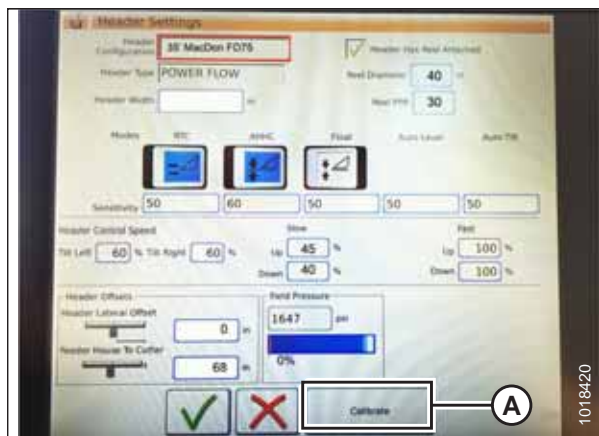 Header Settings
Header Configuration 35' MacDon FD75
Header Has Reel Attached
Header Type POWER FLOW
Reel Diameter 40 in
Header Width in
Reel PPR 30
Modes RTC AHHC Float Auto Level Auto Tilt
Sensitivity 50 60 50 50 50
Header Control Speed
Slow
Fast
Tilt Left 60 % Tilt Right 60 %
Up 45 %
Up 100 %
Down 40 %
Down 100 %
Header Offsets
Field Pressure
Header Lateral Offset
0 in
1647 psi
Feeder House To Cutter
68 in
0%
Calibrate
A
1018420